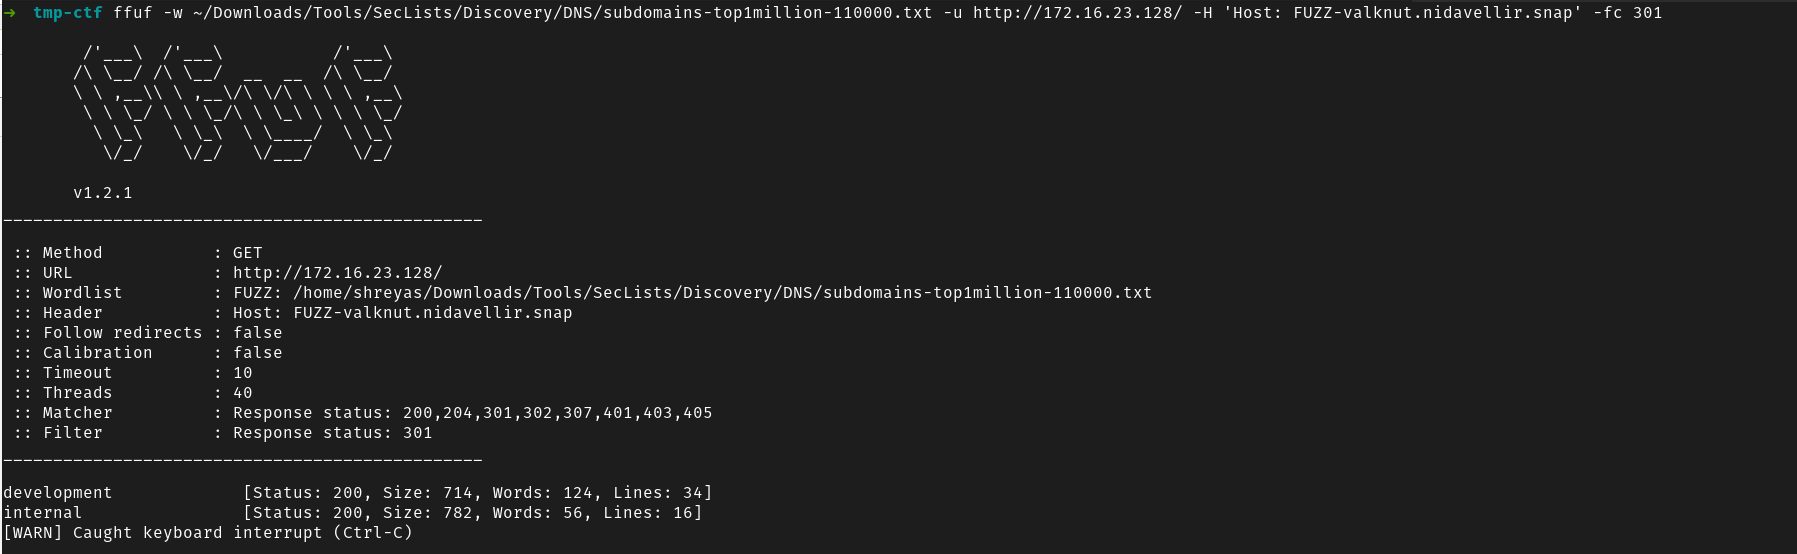 → tmp-ctf ffuf -w ~/Downloads/Tools/SecLists/Discovery/DNS/subdomains-top1million-110000.txt -u http://172.16.23.128/ -H 'Host: FUZZ-valknut.nidavellir.snap' -fc 301
        /'___\  /'___\           /'___\
       /\ \__/ /\ \__/  __  __  /\ \__/
       \ \ ,__\\ \ ,__\/\ \/\ \ \ \ ,__\
        \ \ \_/ \ \ \_/\ \ \_\ \ \ \ \_/
         \ \_\   \ \_\  \ \____/  \ \_\
          \/_/    \/_/   \/___/    \/_/
       v1.2.1
________________________________________________
 :: Method           : GET
 :: URL              : http://172.16.23.128/
 :: Wordlist         : FUZZ: /home/shreyas/Downloads/Tools/SecLists/Discovery/DNS/subdomains-top1million-110000.txt
 :: Header           : Host: FUZZ-valknut.nidavellir.snap
 :: Follow redirects : false
 :: Calibration      : false
 :: Timeout          : 10
 :: Threads          : 40
 :: Matcher          : Response status: 200,204,301,302,307,401,403,405
 :: Filter           : Response status: 301
________________________________________________
development             [Status: 200, Size: 714, Words: 124, Lines: 34]
internal                [Status: 200, Size: 782, Words: 56, Lines: 16]
[WARN] Caught keyboard interrupt (Ctrl-C)